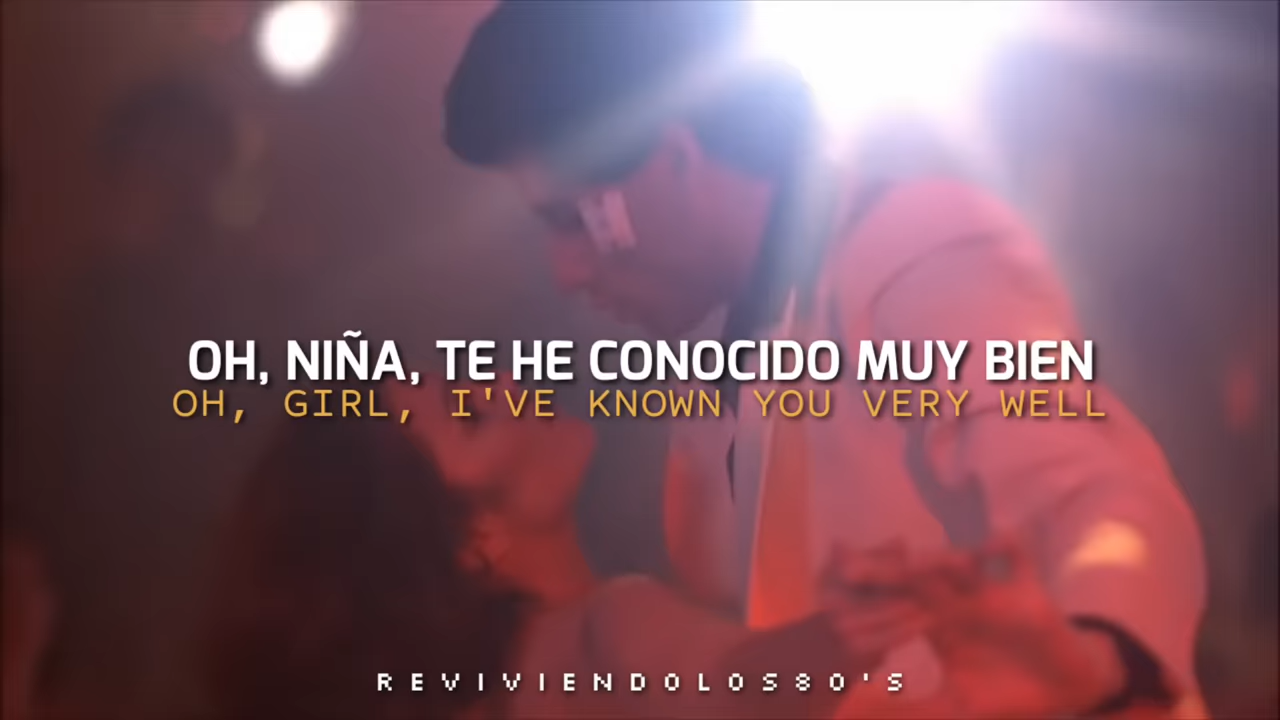 OH, NIÑA, TE HE CONOCIDO MUY BIEN
OH, GIRL, I'VE KNOWN YOU VERY WELL
REVIVIENDOLOS80'S